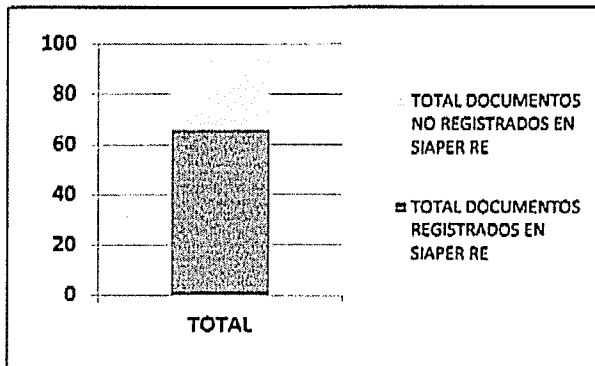 100
80
60
40
20
0
TOTAL
TOTAL DOCUMENTOS
NO REGISTRADOS EN
SIAPER RE
TOTAL DOCUMENTOS
REGISTRADOS EN
SIAPER RE